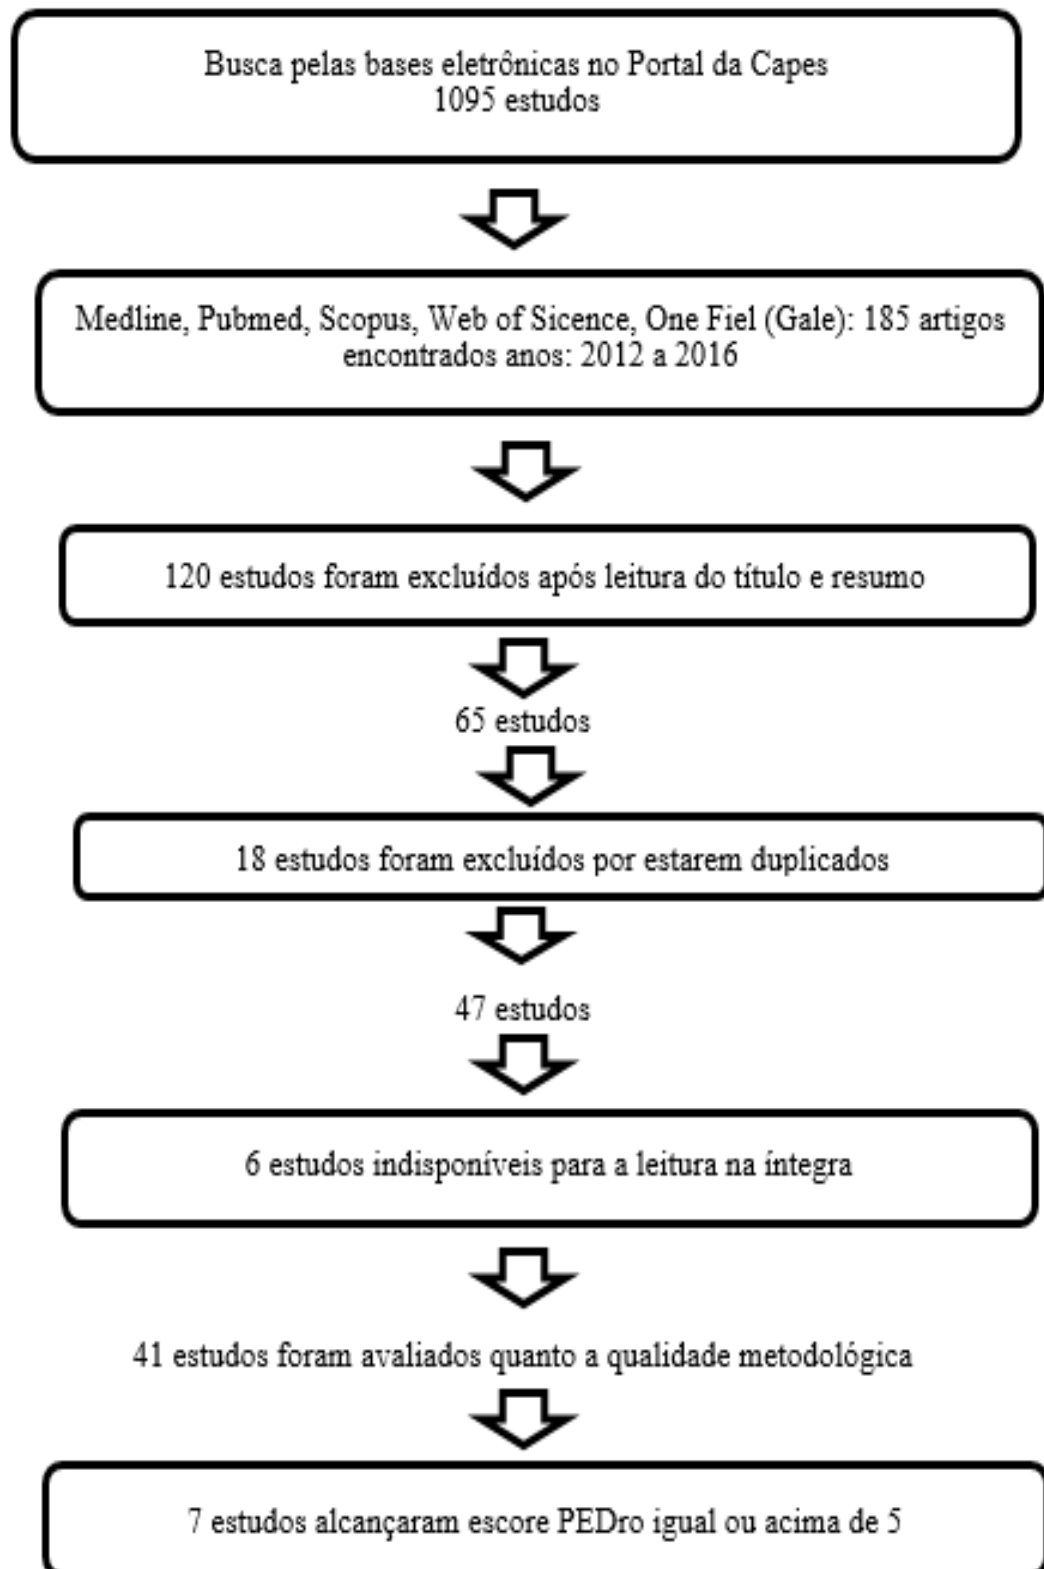 Busca pelas bases eletrônicas no Portal da Capes
1095 estudos
Medline, Pubmed, Scopus, Web of Sicence, One Fiel (Gale): 185 artigos
encontrados anos: 2012 a 2016
120 estudos foram excluídos após leitura do título e resumo
65 estudos
18 estudos foram excluídos por estarem duplicados
47 estudos
6 estudos indisponíveis para a leitura na íntegra
41 estudos foram avaliados quanto a qualidade metodológica
7 estudos alcançaram escore PEDro igual ou acima de 5